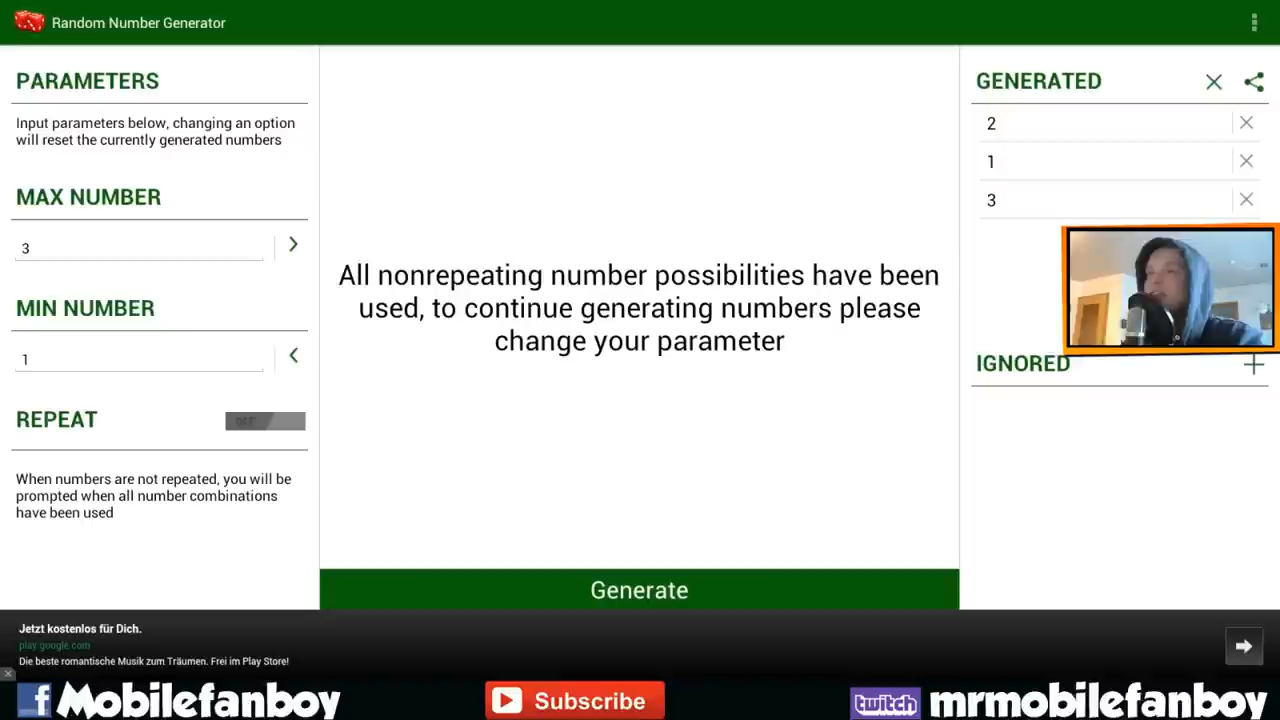 Random Number Generator
PARAMETERS
Input parameters below, changing an option
will reset the currently generated numbers
MAX NUMBER
3
MIN NUMBER
1
REPEAT
OFF
When numbers are not repeated, you will be
prompted when all number combinations
have been used
All nonrepeating number possibilities have been
used, to continue generating numbers please
change your parameter
Generate
GENERATED
2
1
3
IGNORED
Jetzt kostenlos für Dich.
play.google.com
Die beste romantische Musik zum Träumen. Frei im Play Store!
f Mobilefanboy
Subscribe
twitch mrmobilefanboy